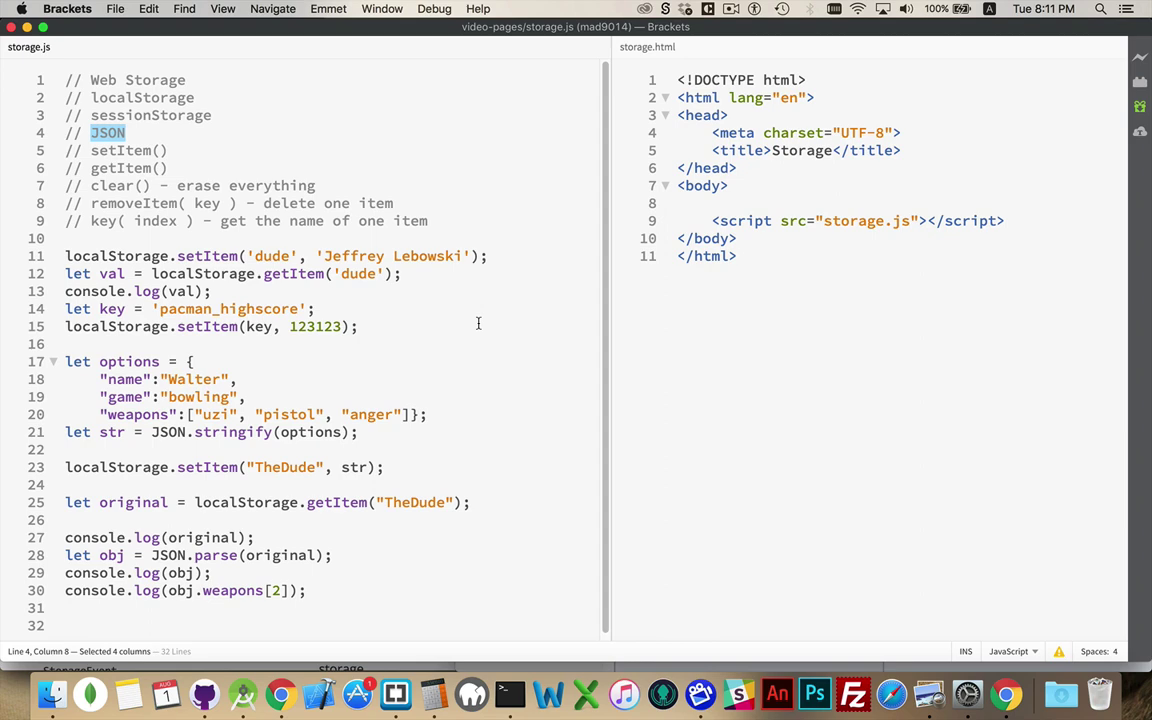 Brackets File Edit Find View Navigate Emmet Window Debug Help 100% Tue 8:11 PM
video-pages/storage.js (mad9014) — Brackets
storage.js
1 // Web Storage
2 // localStorage
3 // sessionStorage
4 // JSON
5 // setItem()
6 // getItem()
7 // clear() - erase everything
8 // removeItem( key ) - delete one item
9 // key( index ) - get the name of one item
10
11 localStorage.setItem('dude', 'Jeffrey Lebowski');
12 let val = localStorage.getItem('dude');
13 console.log(val);
14 let key = 'pacman_highscore';
15 localStorage.setItem(key, 123123);
16
17 let options = {
18 "name":"Walter",
19 "game":"bowling",
20 "weapons":["uzi", "pistol", "anger"]};
21 let str = JSON.stringify(options);
22
23 localStorage.setItem("TheDude", str);
24
25 let original = localStorage.getItem("TheDude");
26
27 console.log(original);
28 let obj = JSON.parse(original);
29 console.log(obj);
30 console.log(obj.weapons[2]);
31
32
storage.html
1 <!DOCTYPE html>
2 <html lang="en">
3 <head>
4 <meta charset="UTF-8">
5 <title>Storage</title>
6 </head>
7 <body>
8
9 <script src="storage.js"></script>
10 </body>
11 </html>
Line 4, Column 8 — Selected 4 columns — 32 Lines
INS JavaScript Spaces: 4
StorageEvent storage
AUG
1
1
An Ps Fz